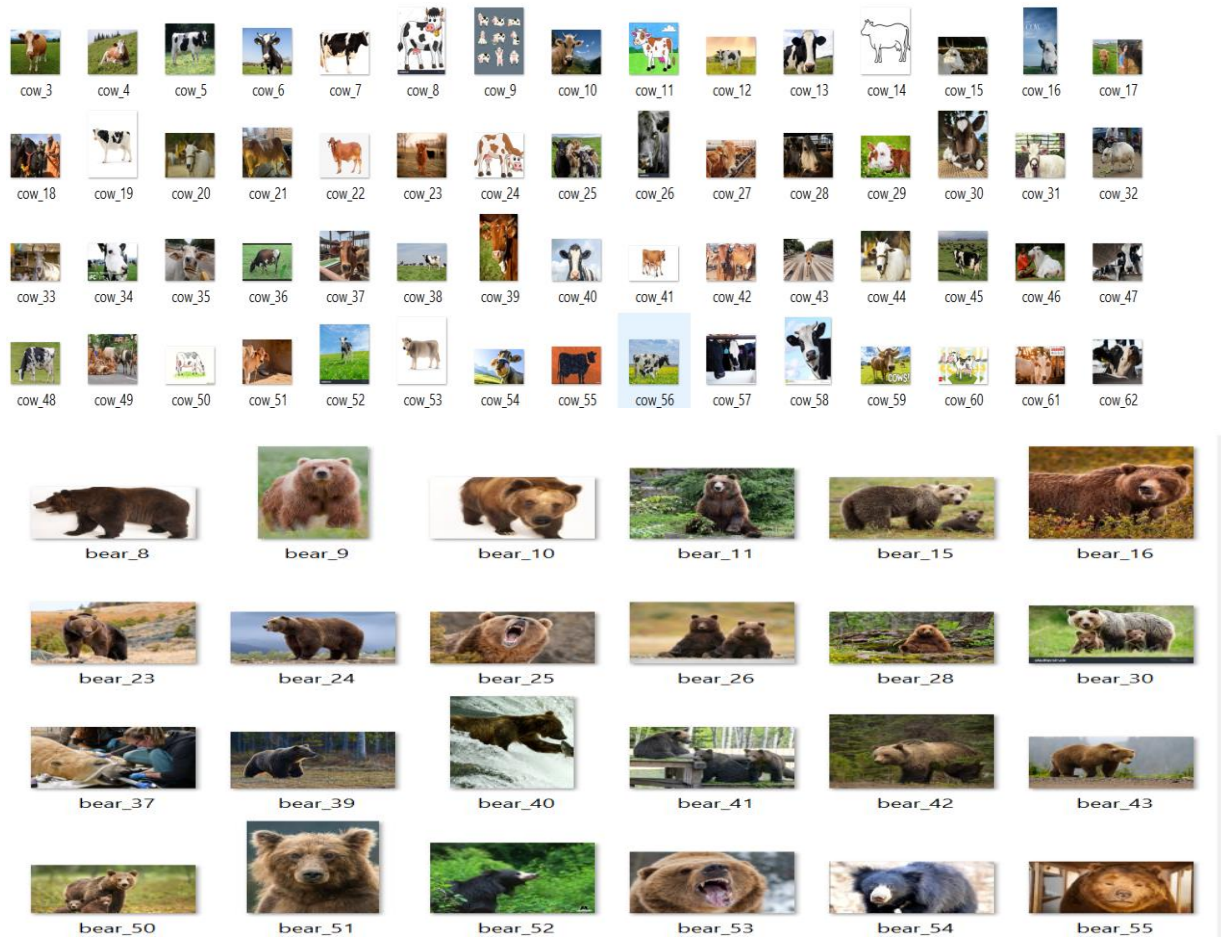 cow_3 cow_4 cow_5 cow_6 cow_7 cow_8 cow_9 cow_10 cow_11 cow_12 cow_13 cow_14 cow_15 cow_16 cow_17
cow_18 cow_19 cow_20 cow_21 cow_22 cow_23 cow_24 cow_25 cow_26 cow_27 cow_28 cow_29 cow_30 cow_31 cow_32
cow_33 cow_34 cow_35 cow_36 cow_37 cow_38 cow_39 cow_40 cow_41 cow_42 cow_43 cow_44 cow_45 cow_46 cow_47
COWS!
cow_48 cow_49 cow_50 cow_51 cow_52 cow_53 cow_54 cow_55 cow_56 cow_57 cow_58 cow_59 cow_60 cow_61 cow_62
bear_8 bear_9 bear_10 bear_11 bear_15 bear_16
bear_23 bear_24 bear_25 bear_26 bear_28 bear_30
bear_37 bear_39 bear_40 bear_41 bear_42 bear_43
bear_50 bear_51 bear_52 bear_53 bear_54 bear_55